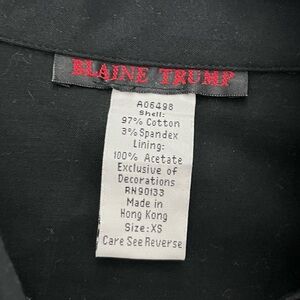 BLAINE TRUMP
A06498
Shell:
97% Cotton
3% Spandex
Lining:
100% Acetate
Exclusive of
Decorations
RN90133
Made in
Hong Kong
Size: XS
Care See Reverse